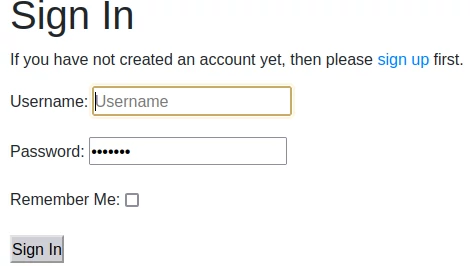 Sign In
If you have not created an account yet, then please sign up first.
Username: Username
Password: •••••••
Remember Me:
Sign In